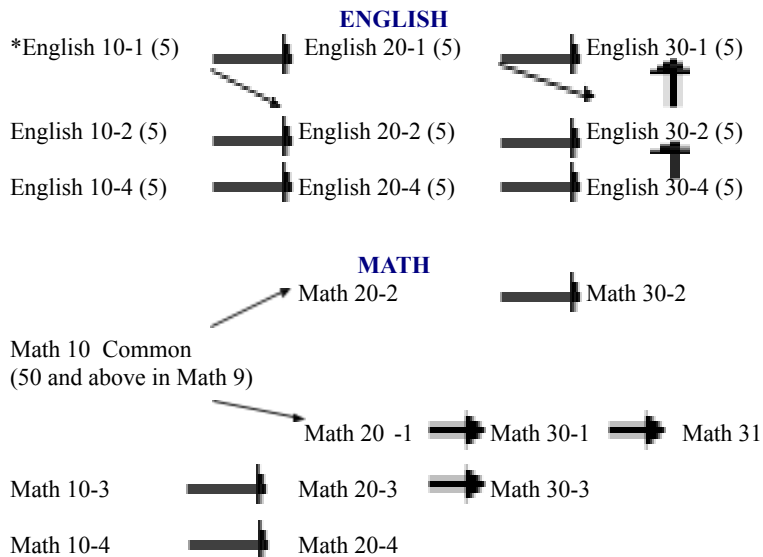 ENGLISH
*English 10-1 (5) English 20-1 (5) English 30-1 (5)
English 10-2 (5) English 20-2 (5) English 30-2 (5)
English 10-4 (5) English 20-4 (5) English 30-4 (5)
MATH
Math 20-2 Math 30-2
Math 10 Common
(50 and above in Math 9)
Math 20 -1 Math 30-1 Math 31
Math 10-3 Math 20-3 Math 30-3
Math 10-4 Math 20-4